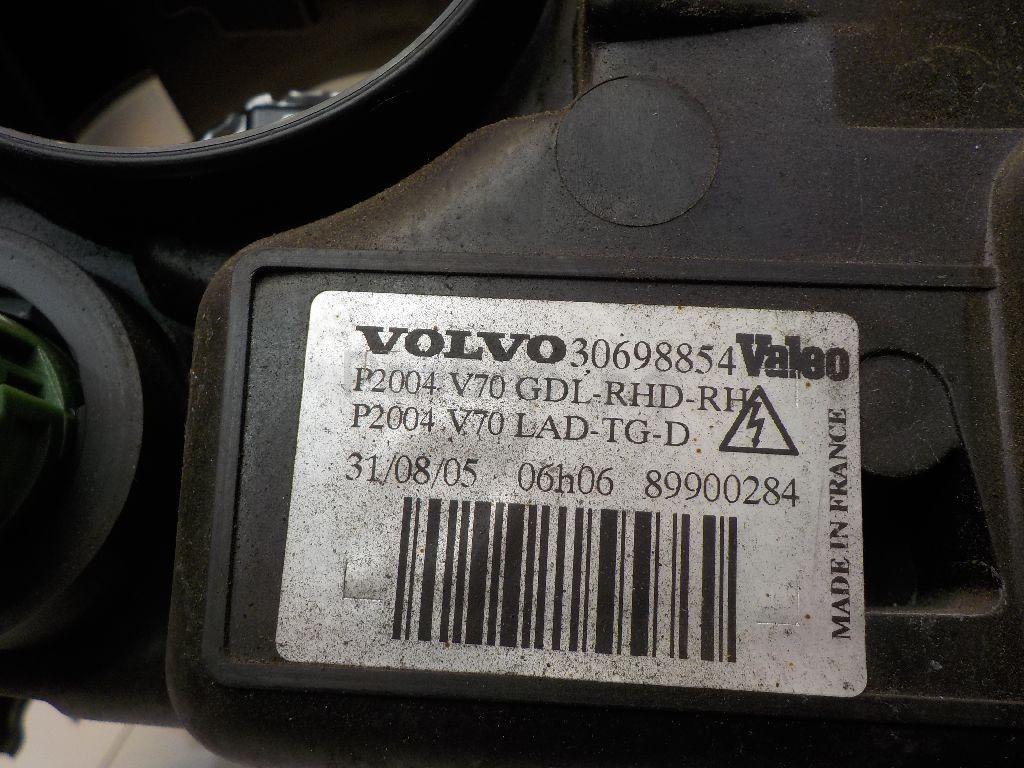 VOLVO 30698854 Valeo
P2004 V70 GDL-RHD-RH
P2004 V70 LAD-TG-D
31/08/05 06h06 89900284
MADE IN FRANCE